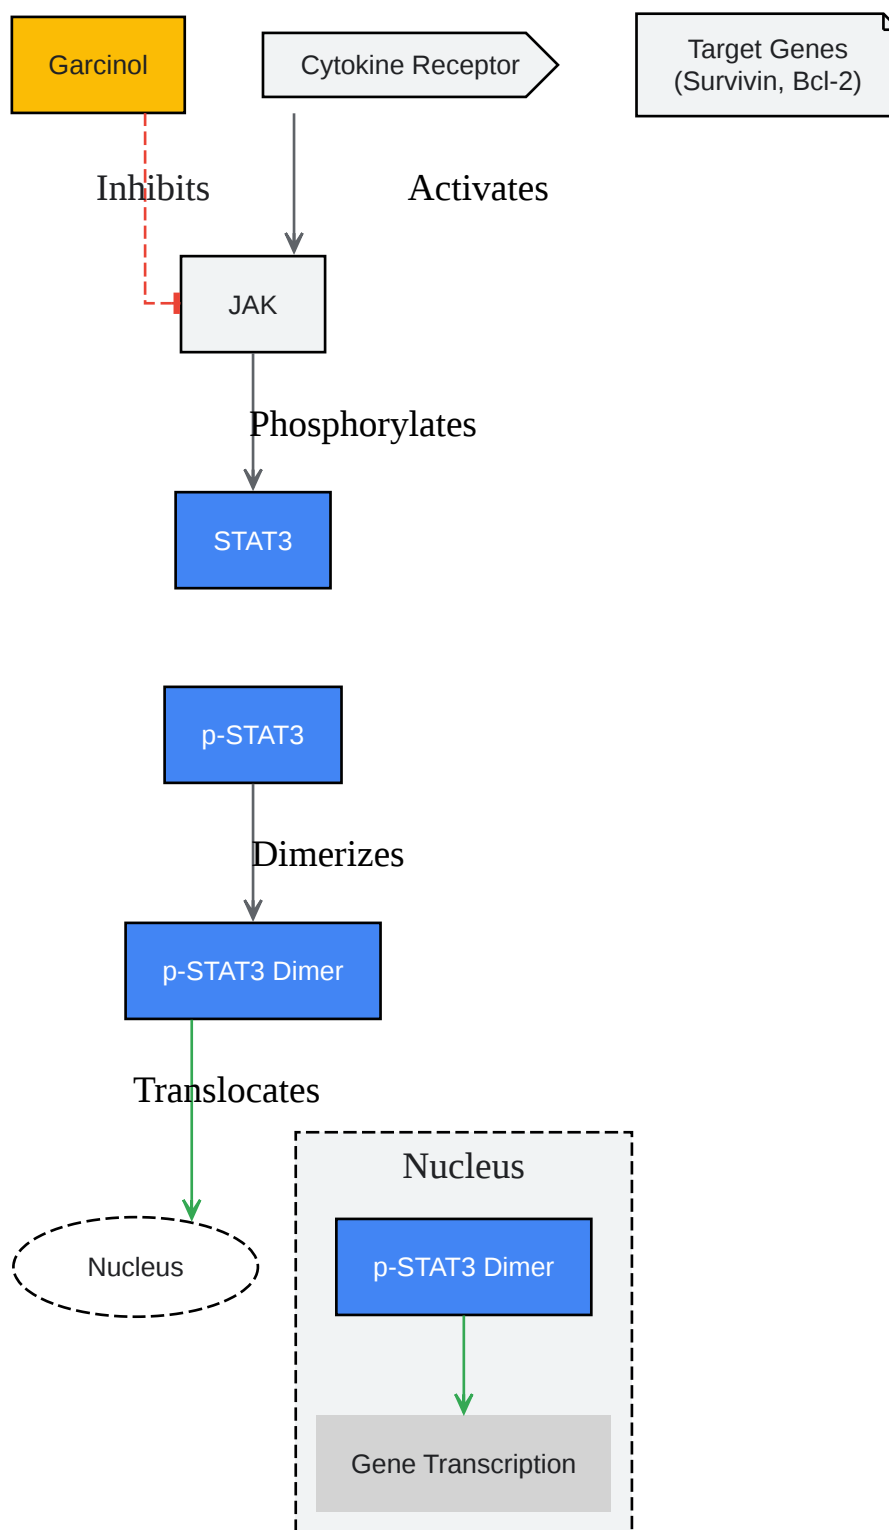 Garcinol
Cytokine Receptor
Target Genes
(Survivin, Bcl-2)
Inhibits
Activates
JAK
Phosphorylates
STAT3
p-STAT3
Dimerizes
p-STAT3 Dimer
Translocates
Nucleus
Nucleus
p-STAT3 Dimer
Gene Transcription